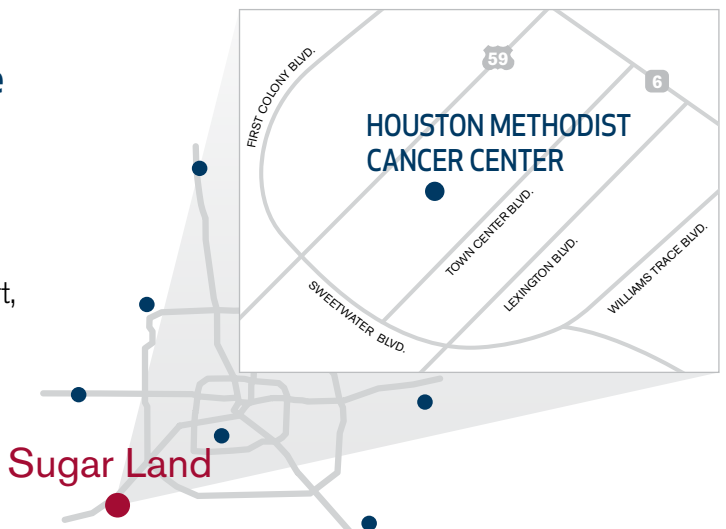 e
rt,
FIRST COLONY BLVD.
59
6
HOUSTON METHODIST
CANCER CENTER
TOWN CENTER BLVD.
LEXINGTON BLVD.
WILLIAMS TRACE BLVD.
SWEETWATER BLVD.
Sugar Land